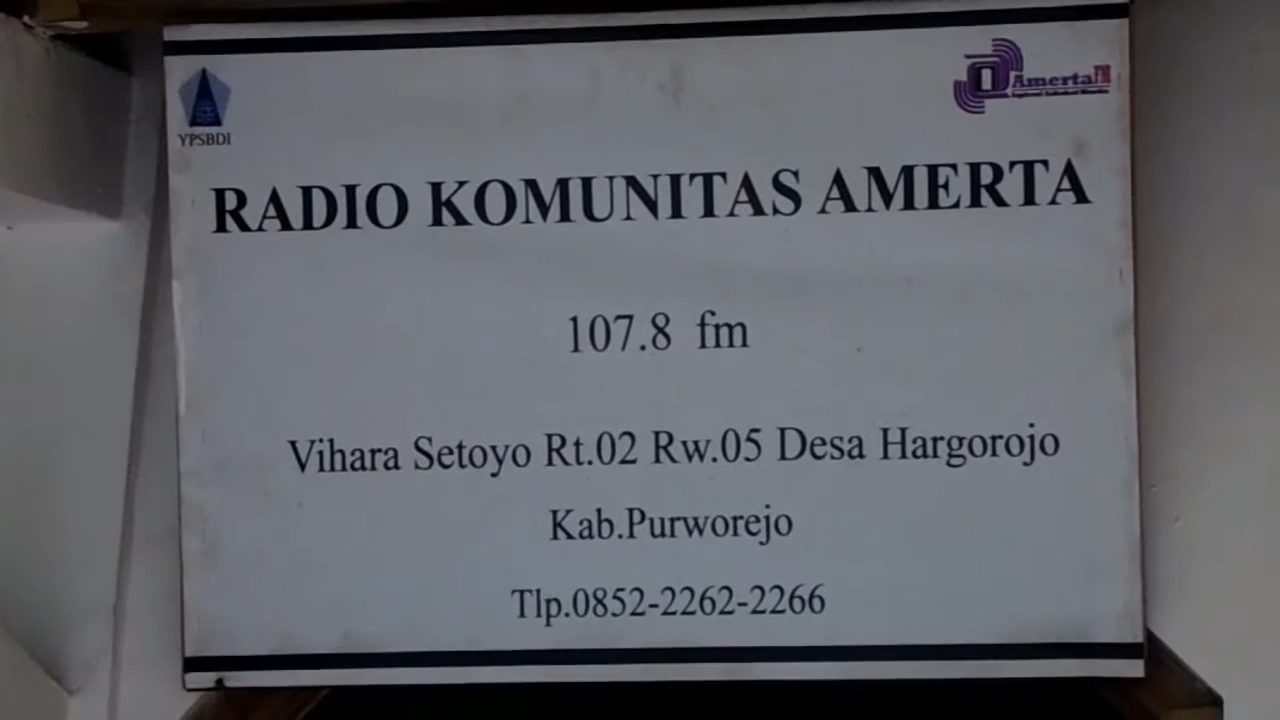 YPSBDI
Amerta
RADIO KOMUNITAS AMERTA
107.8 fm
Vihara Setoyo Rt.02 Rw.05 Desa Hargorojo
Kab.Purworejo
Tlp.0852-2262-2266